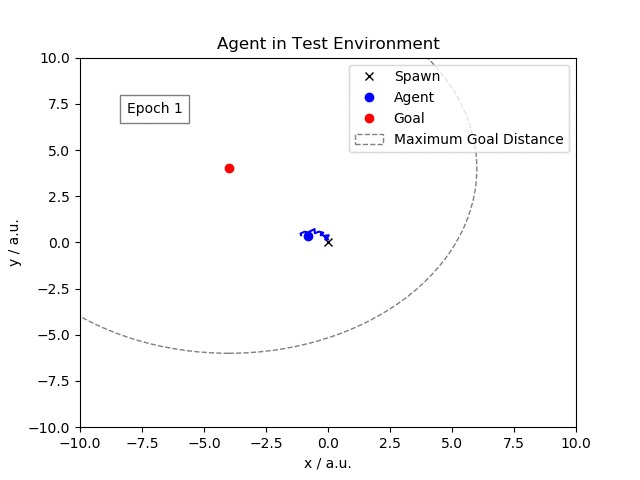 Agent in Test Environment
Epoch 1
Spawn
Agent
Goal
Maximum Goal Distance
10.0
7.5
5.0
2.5
0.0
−2.5
−5.0
−7.5
−10.0
y / a.u.
−10.0 −7.5 −5.0 −2.5 0.0 2.5 5.0 7.5 10.0
x / a.u.